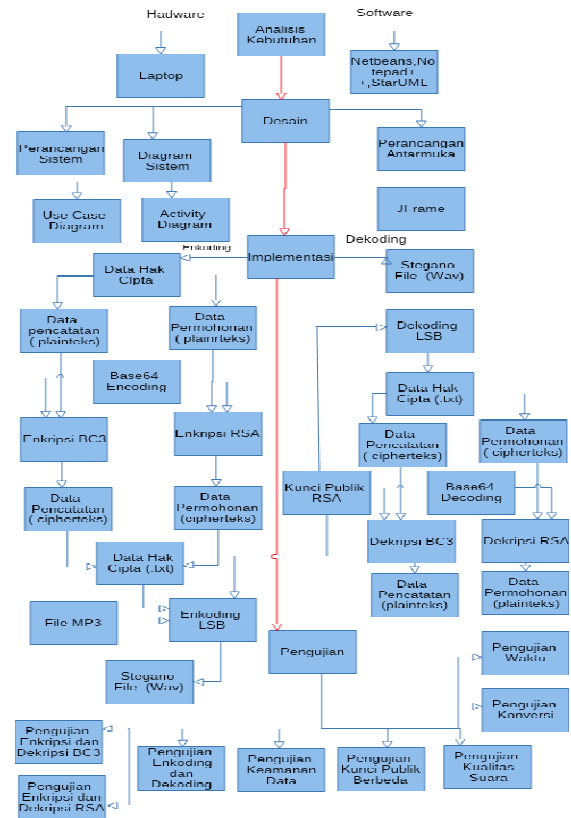 Hadware
Analisis
Kebutuhan
Software
Laptop
Netbeans,No
tepad+
+,StarUML
Desain
Perancangan
Sistem
Diagram
Sistem
Perancangan
Antarmuka
Use Case
Diagram
Activity
Diagram
JFrame
Enkoding
Implementasi
Dekoding
Data Hak
Cipta
Stegano
File (Wav)
Data
pencatatan
(plainteks)
Data
Permohonan
(plainrteks)
Dekoding
LSB
Base64
Encoding
Data Hak
Cipta (.txt)
Enkripsi BC3
Enkripsi RSA
Data
Pencatatan
(cipherteks)
Data
Permohonan
(cipherteks)
Data
Pencatatan
(cipherteks)
Data
Permohonan
(cipherteks)
Kunci Publik
RSA
Base64
Decoding
Data Hak
Cipta (.txt)
Dekripsi BC3
Dekripsi RSA
File MP3
Enkoding
LSB
Data
Pencatatan
(plainteks)
Data
Permohonan
(plainteks)
Stegano
File (Wav)
Pengujian
Pengujian
Waktu
Pengujian
Konversi
Pengujian
Enkripsi dan
Dekripsi BC3
Pengujian
Enkoding
dan
Dekoding
Pengujian
Keamanan
Data
Pengujian
Kunci Publik
Berbeda
Pengujian
Kualitas
Suara
Pengujian
Enkripsi dan
Dekripsi RSA